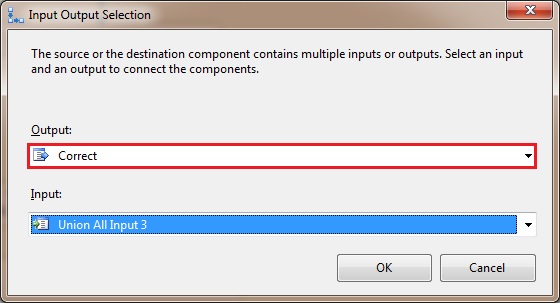 Input Output Selection
The source or the destination component contains multiple inputs or outputs. Select an input
and an output to connect the components.
Output:
Correct
Input:
Union All Input 3
OK
Cancel